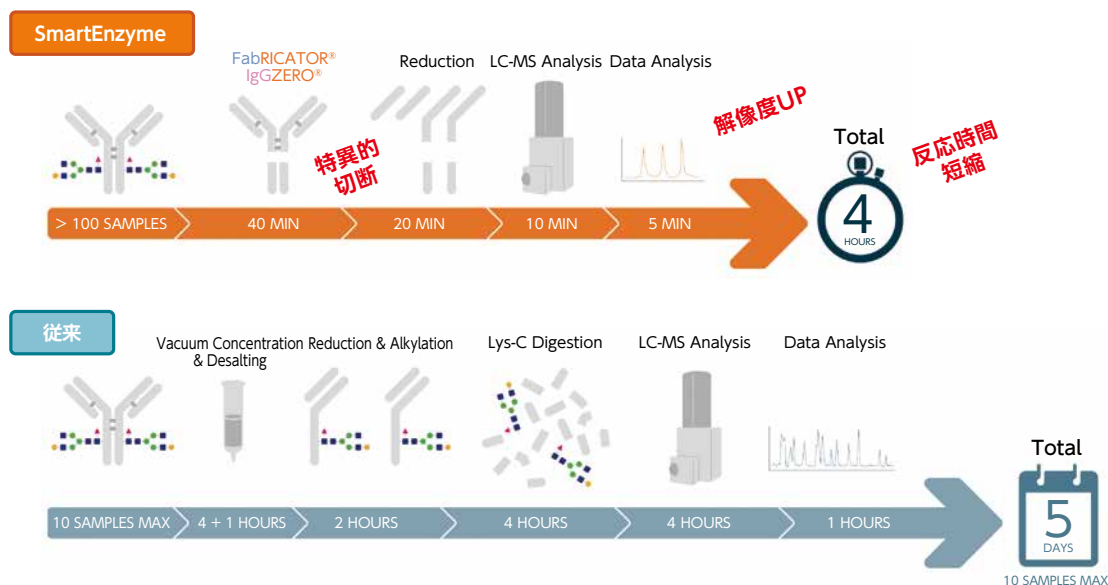 SmartEnzyme
FabRICATOR®
IgGZERO®
Reduction
LC-MS Analysis
Data Analysis
特異的
切断
解像度UP
Total
反応時間
短縮
> 100 SAMPLES
40 MIN
20 MIN
10 MIN
5 MIN
4
HOURS
従来
Vacuum Concentration
& Desalting
Reduction & Alkylation
Lys-C Digestion
LC-MS Analysis
Data Analysis
Total
10 SAMPLES MAX
4 + 1 HOURS
2 HOURS
4 HOURS
4 HOURS
1 HOURS
5
DAYS
10 SAMPLES MAX